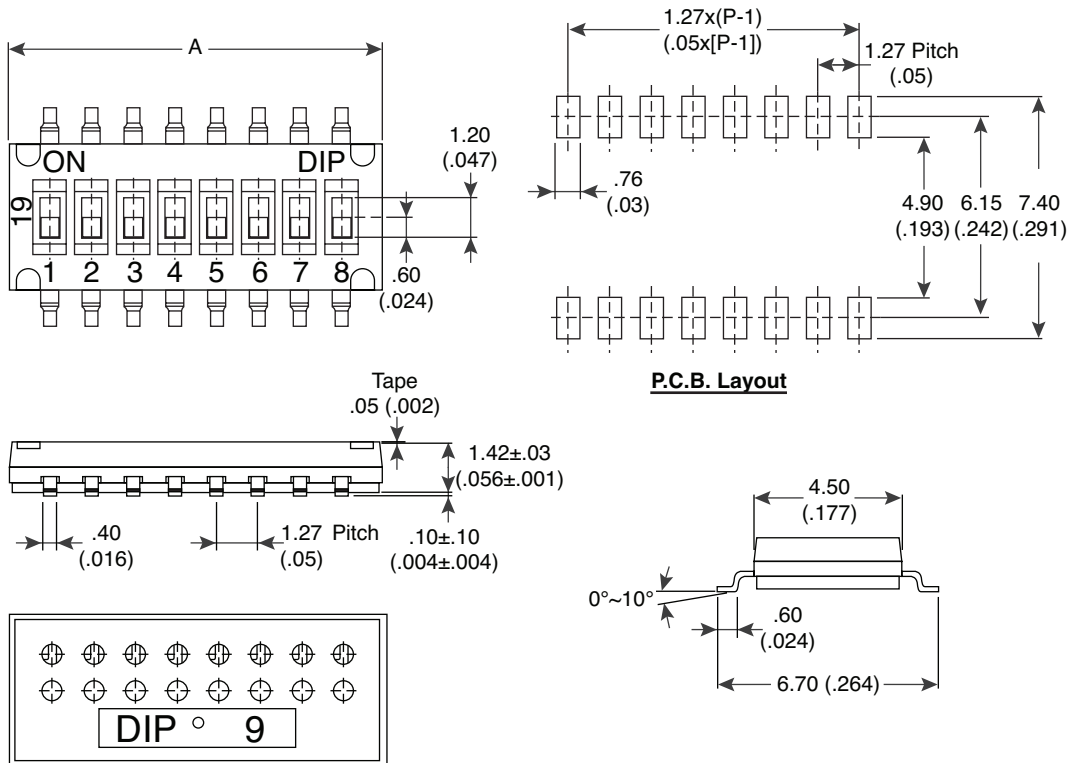 A
ON DIP
19
1 2 3 4 5 6 7 8
1.20
(.047)
.60
(.024)
1.27x(P-1)
(.05x[P-1])
1.27 Pitch
(.05)
.76
(.03)
4.90
(.193)
6.15
(.242)
7.40
(.291)
P.C.B. Layout
Tape
.05 (.002)
1.42±.03
(.056±.001)
.40
(.016)
1.27 Pitch
(.05)
.10±.10
(.004±.004)
4.50
(.177)
0°~10°
.60
(.024)
6.70 (.264)
DIP ° 9